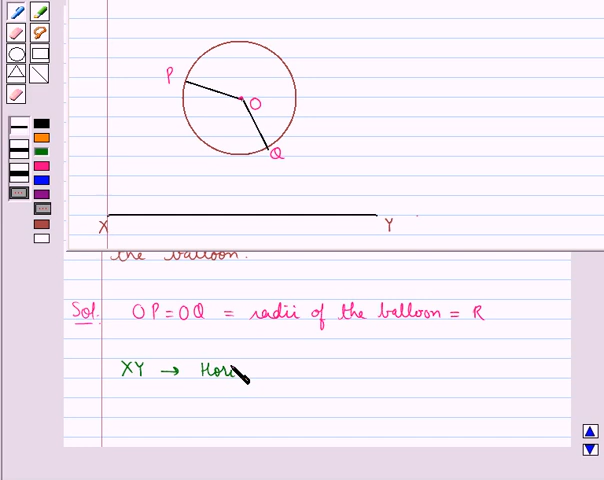 P
O
Q
X Y
the balloon.
Sol: OP = OQ = radii of the balloon = R
XY → Hori